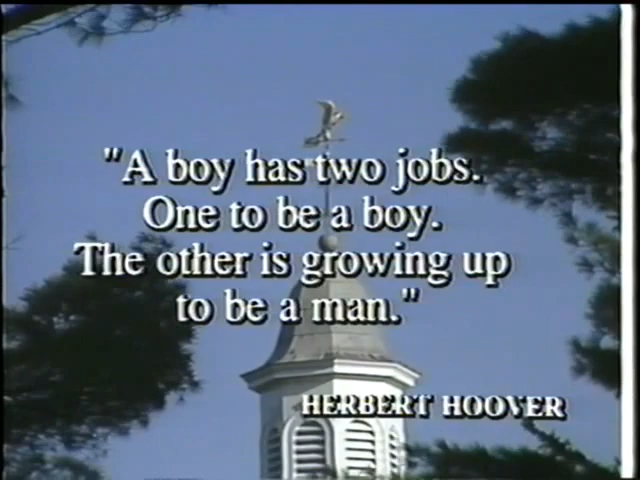 "A boy has two jobs.
One to be a boy.
The other is growing up
to be a man."
HERBERT HOOVER